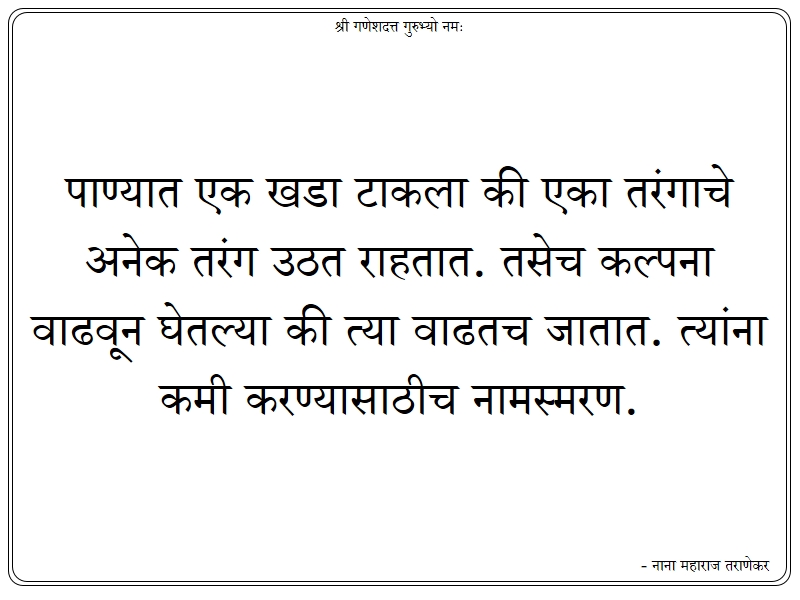 श्री गणेशदत्त गुरुभ्यो नमः
पाण्यात एक खडा टाकला की एका तरंगाचे
अनेक तरंग उठत राहतात. तसेच कल्पना
वाढवून घेतल्या की त्या वाढतच जातात. त्यांना
कमी करण्यासाठीच नामस्मरण.
- नाना महाराज तराणेकर